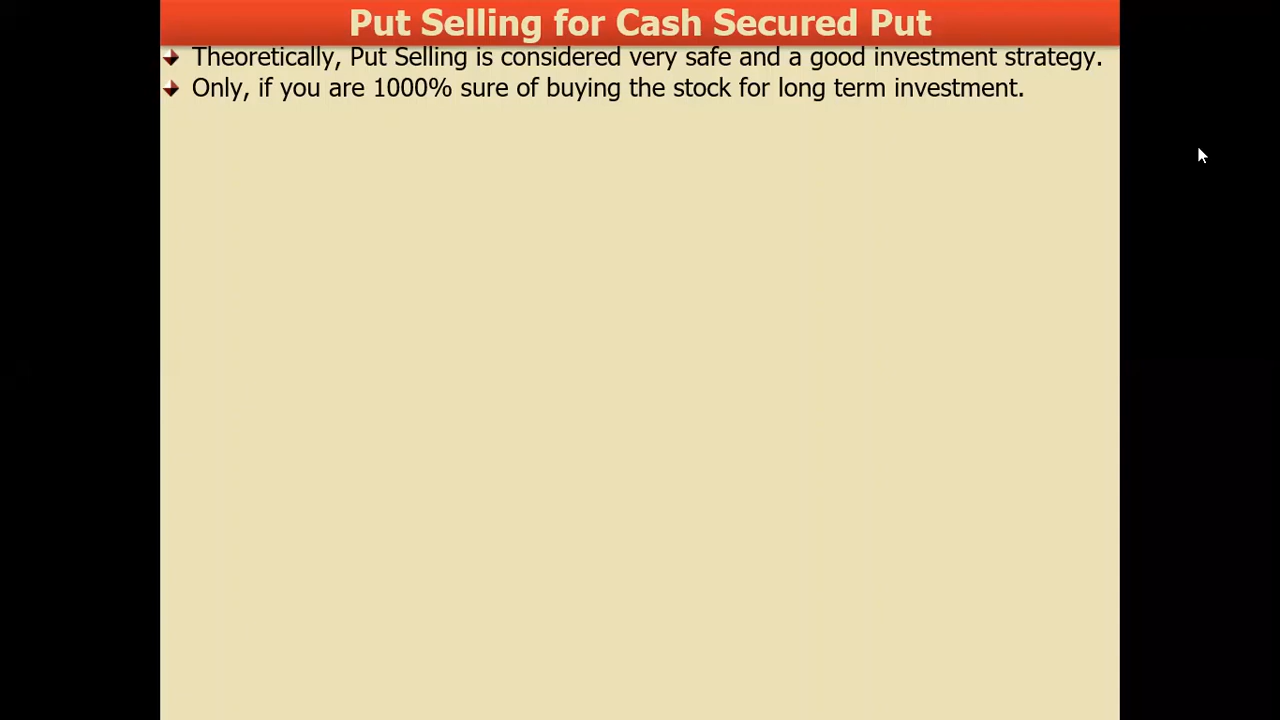 Put Selling for Cash Secured Put
Theoretically, Put Selling is considered very safe and a good investment strategy.
Only, if you are 1000% sure of buying the stock for long term investment.